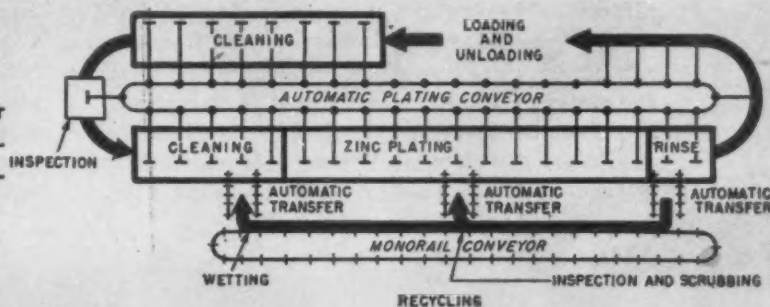 LOADING
AND
UNLOADING
CLEANING
AUTOMATIC PLATING CONVEYOR
INSPECTION
CLEANING
ZINC PLATING
RINSE
AUTOMATIC
TRANSFER
AUTOMATIC
TRANSFER
AUTOMATIC
TRANSFER
MONORAIL CONVEYOR
WETTING
INSPECTION AND SCRUBBING
RECYCLING